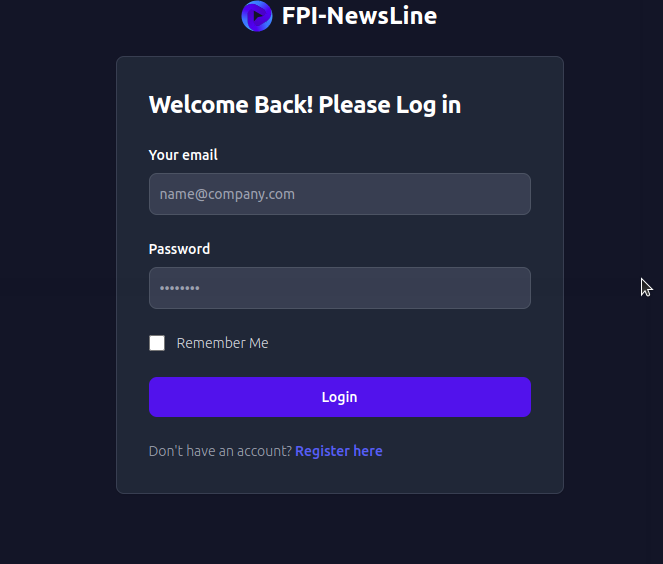 FPI-NewsLine
Welcome Back! Please Log in
Your email
name@company.com
Password
••••••••
Remember Me
Login
Don't have an account? Register here